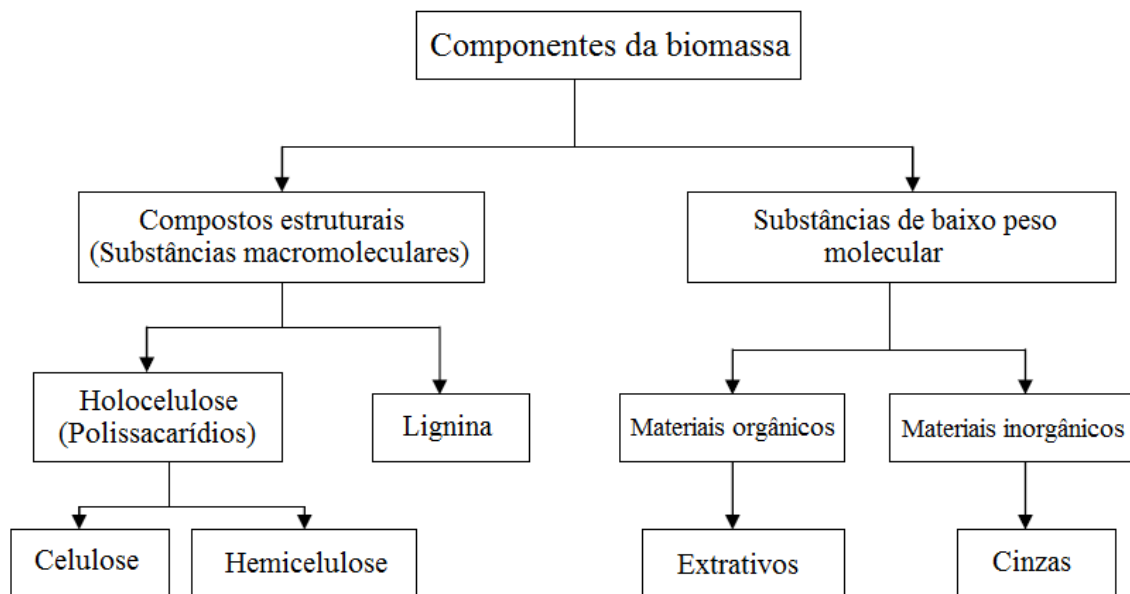 Componentes da biomassa
Compostos estruturais
(Substâncias macromoleculares)
Substâncias de baixo peso
molecular
Holocelulose
(Polissacarídios)
Lignina
Materiais orgânicos
Materiais inorgânicos
Celulose
Hemicelulose
Extrativos
Cinzas